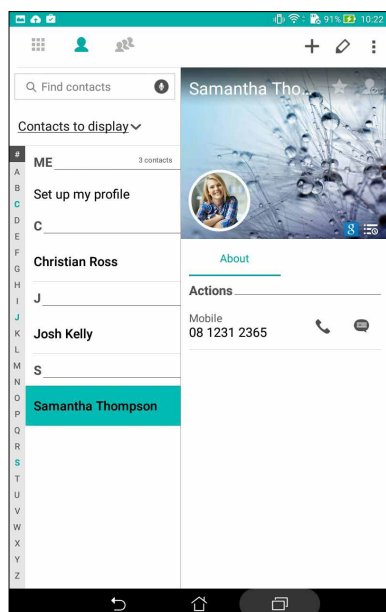 91% 10:22
Find contacts
Samantha Tho...
Contacts to display
#
A
B
C
D
E
F
G
H
I
J
K
L
M
N
O
P
Q
R
S
T
U
V
W
X
Y
Z
ME 3 contacts
Set up my profile
C
Christian Ross
J
Josh Kelly
S
Samantha Thompson
8
About
Actions
Mobile
08 1231 2365